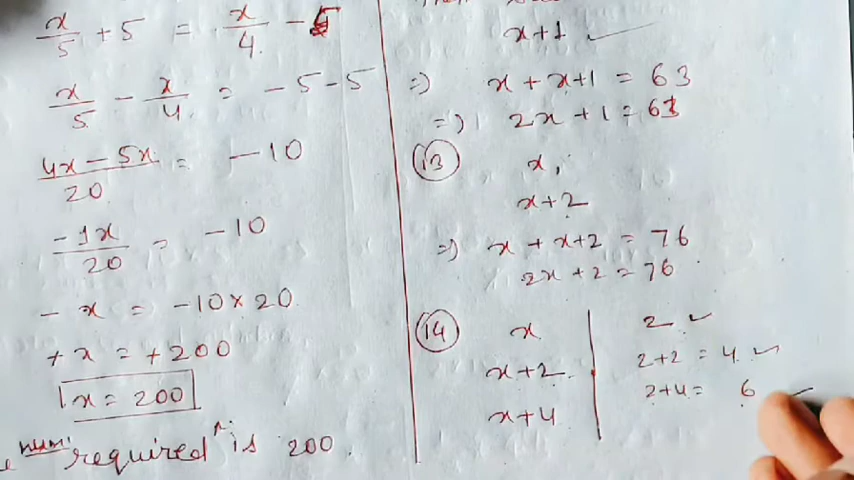 x/5 + 5 = x/4 - 5
x/5 - x/4 = -5-5
4x-5x/20 = -10
-1x/20 = -10
-x = -10×20
+x = +200
x = 200
num. required is 200.
x+1
=) x+x+1 = 63
=) 2x+1 = 63
(13) x,
x+2
=) x+x+2 = 76
2x+2 = 76
(14) x
x+2
x+4
2 ✓
2+2 = 4 ✓
2+4 = 6